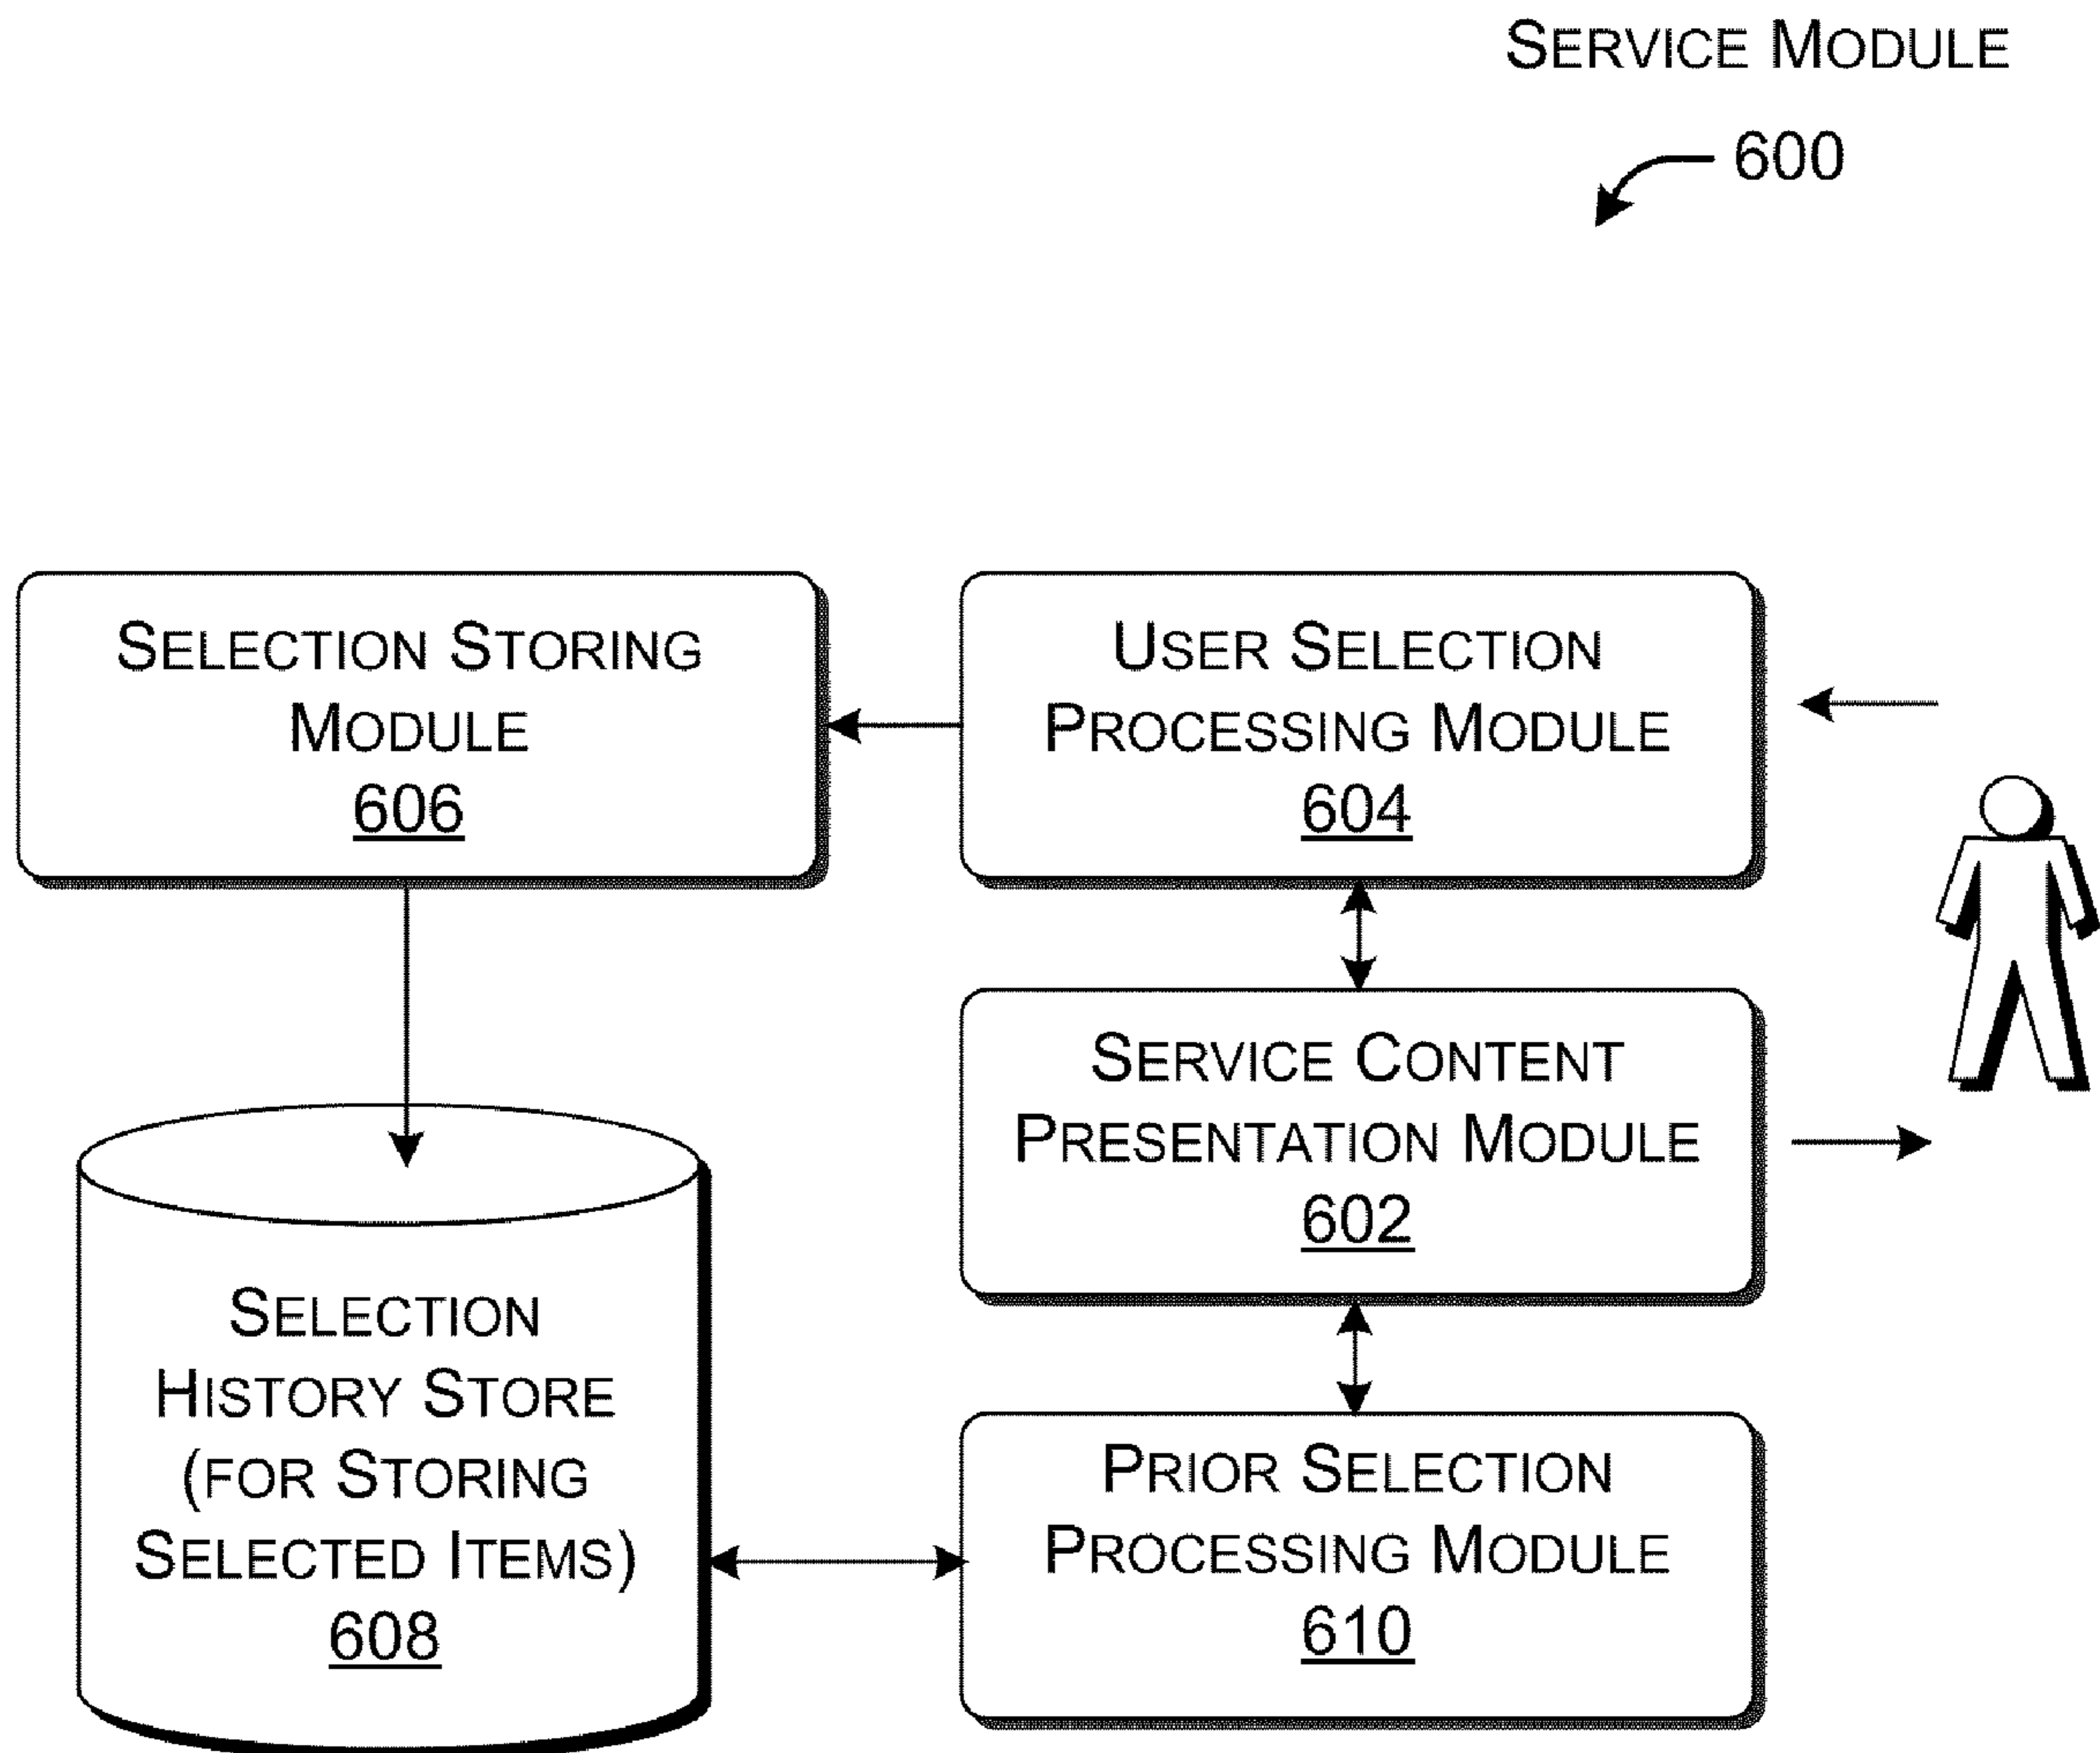 SERVICE MODULE
600
SELECTION STORING
MODULE
606
USER SELECTION
PROCESSING MODULE
604
SERVICE CONTENT
PRESENTATION MODULE
602
SELECTION
HISTORY STORE
(FOR STORING
SELECTED ITEMS)
608
PRIOR SELECTION
PROCESSING MODULE
610